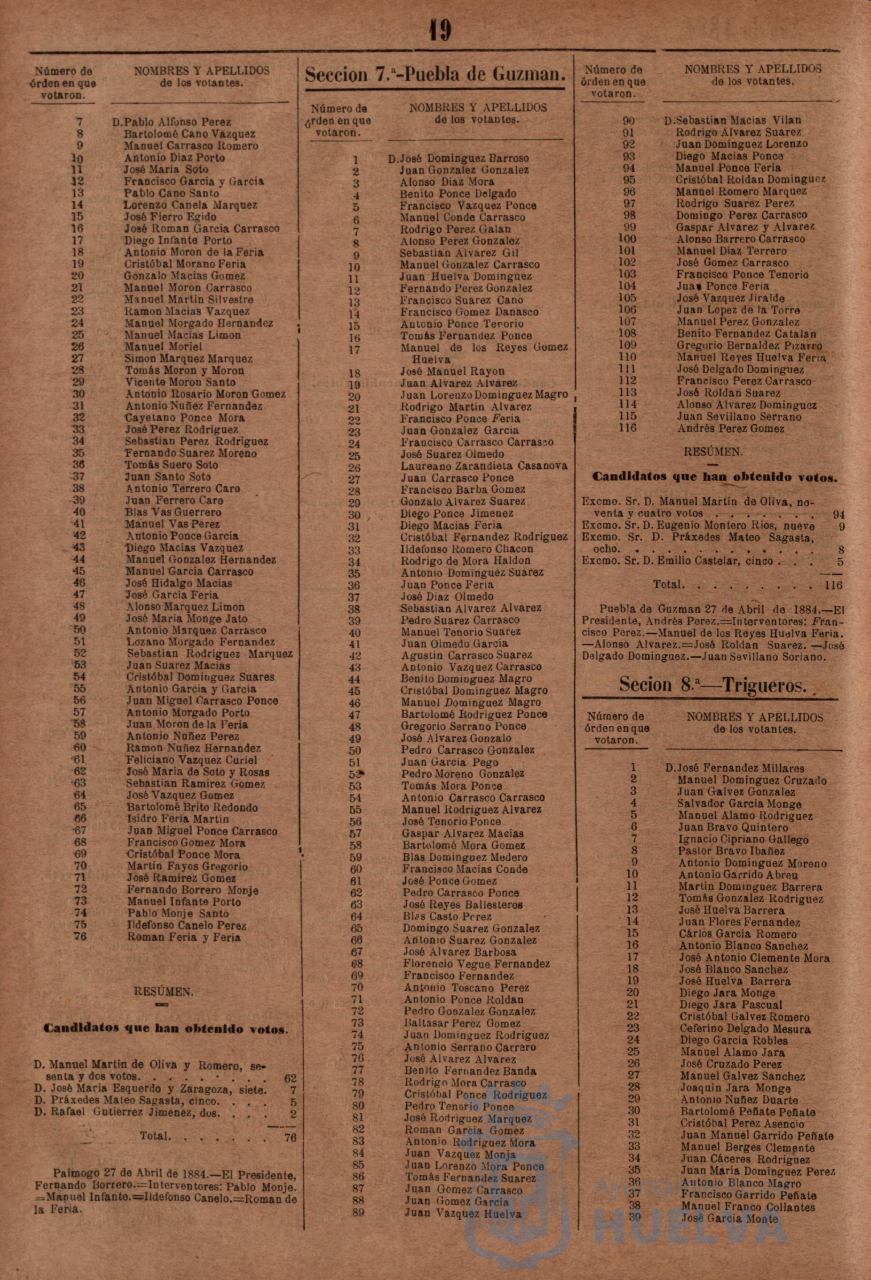 19
Número de
órden en que
votaron.
NOMBRES Y APELLIDOS
de los votantes.
7 D. Pablo Alfonso Perez
8 Bartolomé Cano Vazquez
9 Manuel Carrasco Romero
10 Antonio Diaz Porto
11 José Maria Soto
12 Francisco Garcia y Garcia
13 Pablo Cano Santo
14 Lorenzo Canela Marquez
15 José Fierro Egido
16 José Roman Garcia Carrasco
17 Diego Infante Porto
18 Antonio Moron de la Feria
19 Cristóbal Morano Feria
20 Gonzalo Macias Gomez
21 Manuel Moron Carrasco
22 Manuel Martin Silvestre
23 Ramon Macias Vazquez
24 Manuel Morgado Hernandez
25 Manuel Macias Limon
26 Manuel Moriel
27 Simon Marquez Marquez
28 Tomás Moron y Moron
29 Vicente Moron Santo
30 Antonio Rosario Moron Gomez
31 Antonio Nuñez Fernandez
32 Cayetano Ponce Mora
33 José Perez Rodriguez
34 Sebastian Perez Rodriguez
35 Fernando Suarez Moreno
36 Tomás Suero Soto
37 Juan Santo Soto
38 Antonio Terrero Caro
39 Juan Ferrero Caro
40 Blas Vas Guerrero
41 Manuel Vas Perez
42 Antonio Ponce Garcia
43 Diego Macias Vazquez
44 Manuel Gonzalez Hernandez
45 Manuel Garcia Carrasco
46 José Hidalgo Macias
47 José Garcia Feria
48 Alonso Marquez Limon
49 José Maria Monge Jato
50 Antonio Marquez Carrasco
51 Lozano Morgado Fernandez
52 Sebastian Rodriguez Marquez
53 Juan Suarez Macias
54 Cristóbal Dominguez Suares
55 Antonio Garcia y Garcia
56 Juan Miguel Carrasco Ponce
57 Antonio Morgado Porto
58 Juan Moron de la Feria
59 Antonio Nuñez Perez
60 Ramon Nuñez Hernandez
61 Feliciano Vazquez Curiel
62 José Maria de Soto y Rosas
63 Sebastian Ramirez Gomez
64 José Vazquez Gomez
65 Bartolomé Brito Redondo
66 Isidro Feria Martin
67 Juan Miguel Ponce Carrasco
68 Francisco Gomez Mora
69 Cristóbal Ponce Mora
70 Martin Fayos Gregorio
71 José Ramirez Gomez
72 Fernando Borrero Monje
73 Manuel Infante Porto
74 Pablo Monje Santo
75 Ildefonso Canelo Perez
76 Roman Feria y Feria
RESÚMEN.
Candidatos que han obtenido votos.
D. Manuel Martin de Oliva y Romero, se-
senta y dos votos. . . . . . . . . 62
D. José Maria Esquerdo y Zaragoza, siete. 7
D. Práxedes Mateo Sagasta, cinco. . . . 5
D. Rafael Gutierrez Jimenez, dos. . . . 2
Total. . . . . . . 76
Paimogo 27 de Abril de 1884.—El Presidente,
Fernando Borrero.=Interventores: Pablo Monje.
=Manuel Infante.=Ildefonso Canelo.=Roman de
la Feria.
Seccion 7.ª-Puebla de Guzman.
Número de
órden en que
votaron.
NOMBRES Y APELLIDOS
de los votantes.
1 D. José Dominguez Barroso
2 Juan Gonzalez Gonzalez
3 Alonso Diaz Mora
4 Benito Ponce Delgado
5 Francisco Vazquez Ponce
6 Manuel Conde Carrasco
7 Rodrigo Perez Galan
8 Alonso Perez Gonzalez
9 Sebastian Alvarez Gil
10 Manuel Gonzalez Carrasco
11 Juan Huelva Dominguez
12 Fernando Perez Gonzalez
13 Francisco Suarez Cano
14 Francisco Gomez Danasco
15 Antonio Ponce Tenorio
16 Tomás Fernandez Ponce
17 Manuel de los Reyes Gomez
Huelva
18 José Manuel Rayon
19 Juan Alvarez Alvarez
20 Juan Lorenzo Dominguez Magro
21 Rodrigo Martin Alvarez
22 Francisco Ponce Feria
23 Juan Gonzalez Garcia
24 Francisco Carrasco Carrasco
25 José Suarez Olmedo
26 Laureano Zarandieta Casanova
27 Juan Carrasco Ponce
28 Francisco Barba Gomez
29 Gonzalo Alvarez Suarez
30 Diego Ponce Jimenez
31 Diego Macias Feria
32 Cristóbal Fernandez Rodriguez
33 Ildefonso Romero Chacon
34 Rodrigo de Mora Haldon
35 Antonio Dominguez Suarez
36 Juan Ponce Feria
37 José Diaz Olmedo
38 Sebastian Alvarez Alvarez
39 Pedro Suarez Carrasco
40 Manuel Tenorio Suarez
41 Juan Olmedo Garcia
42 Agustin Carrasco Suarez
43 Antonio Vazquez Carrasco
44 Benito Dominguez Magro
45 Cristóbal Dominguez Magro
46 Manuel Dominguez Magro
47 Bartolomé Rodriguez Ponce
48 Gregorio Serrano Ponce
49 José Alvarez Gonzalo
50 Pedro Carrasco Gonzalez
51 Juan Garcia Pego
52 Pedro Moreno Gonzalez
53 Tomás Mora Ponce
54 Antonio Carrasco Carrasco
55 Manuel Rodriguez Alvarez
56 José Tenorio Ponce
57 Gaspar Alvarez Macias
58 Bartolomé Mora Gomez
59 Blas Dominguez Medero
60 Francisco Macias Conde
61 José Ponce Gomez
62 Pedro Carrasco Ponce
63 José Reyes Ballesteros
64 Blas Casto Perez
65 Domingo Suarez Gonzalez
66 Antonio Suarez Gonzalez
67 José Alvarez Barbosa
68 Florencio Vegue Fernandez
69 Francisco Fernandez
70 Antonio Toscano Perez
71 Antonio Ponce Roldan
72 Pedro Gonzalez Gonzalez
73 Baltasar Perez Gomez
74 Juan Dominguez Rodriguez
75 Antonio Serrano Carrero
76 José Alvarez Alvarez
77 Benito Fernandez Banda
78 Rodrigo Mora Carrasco
79 Cristóbal Ponce Rodriguez
80 Pedro Tenorio Ponce
81 José Rodriguez Marquez
82 Roman Garcia Gomez
83 Antonio Rodriguez Mora
84 Juan Vazquez Monja
85 Juan Lorenzo Mora Ponce
86 Tomás Fernandez Suarez
87 Juan Gomez Carrasco
88 Juan Gomez Garcia
89 Juan Vazquez Huelva
Número de
órden en que
votaron.
NOMBRES Y APELLIDOS
de los votantes.
90 D. Sebastian Macias Vilan
91 Rodrigo Alvarez Suarez
92 Juan Dominguez Lorenzo
93 Diego Macias Ponce
94 Manuel Ponce Feria
95 Cristóbal Roldan Dominguez
96 Manuel Romero Marquez
97 Rodrigo Suarez Perez
98 Domingo Perez Carrasco
99 Gaspar Alvarez y Alvarez
100 Alonso Barrero Carrasco
101 Manuel Diaz Terrero
102 José Gomez Carrasco
103 Francisco Ponce Tenorio
104 Juan Ponce Feria
105 José Vazquez Jiralde
106 Juan Lopez de la Torre
107 Manuel Perez Gonzalez
108 Benito Fernandez Catalan
109 Gregorio Bernaldez Pizarro
110 Manuel Reyes Huelva Feria
111 José Delgado Dominguez
112 Francisco Perez Carrasco
113 José Roldan Suarez
114 Alonso Alvarez Dominguez
115 Juan Sevillano Serrano
116 Andrés Perez Gomez
RESÚMEN.
Candidatos que han obtenido votos.
Excmo. Sr. D. Manuel Martin de Oliva, no-
venta y cuatro votos . . . . . . . 94
Excmo. Sr. D. Eugenio Montero Rios, nueve 9
Excmo. Sr. D. Práxedes Mateo Sagasta,
ocho. . . . . . . . . . . . 8
Excmo. Sr. D. Emilio Castelar, cinco . . . 5
Total. . . . . . . 116
Puebla de Guzman 27 de Abril de 1884.—El
Presidente, Andrés Perez.=Interventores: Fran-
cisco Perez.—Manuel de los Reyes Huelva Feria.
—Alonso Alvarez.=José Roldan Suarez.—José
Delgado Dominguez.—Juan Sevillano Soriano.
Secion 8.ª—Trigueros.
Número de
órden en que
votaron.
NOMBRES Y APELLIDOS
de los votantes.
1 D. José Fernandez Millares
2 Manuel Dominguez Cruzado
3 Juan Galvez Gonzalez
4 Salvador Garcia Monge
5 Manuel Alamo Rodriguez
6 Juan Bravo Quintero
7 Ignacio Cipriano Gallego
8 Pastor Bravo Ibañez
9 Antonio Dominguez Moreno
10 Antonio Garrido Abreu
11 Martin Dominguez Barrera
12 Tomás Gonzalez Rodriguez
13 José Huelva Barrera
14 Juan Flores Fernandez
15 Cárlos Garcia Romero
16 Antonio Blanco Sanchez
17 José Antonio Clemente Mora
18 José Blanco Sanchez
19 José Huelva Barrera
20 Diego Jara Monge
21 Diego Jara Pascual
22 Cristóbal Galvez Romero
23 Ceferino Delgado Mesura
24 Diego Garcia Robles
25 Manuel Alamo Jara
26 José Cruzado Perez
27 Manuel Galvez Sanchez
28 Joaquin Jara Monge
29 Antonio Nuñez Duarte
30 Bartolomé Peñate Peñate
31 Cristóbal Perez Asencio
32 Juan Manuel Garrido Peñate
33 Manuel Berges Clemente
34 Juan Cáceres Rodriguez
35 Juan Maria Dominguez Perez
36 Antonio Blanco Magro
37 Francisco Garrido Peñate
38 Manuel Franco Collantes
39 José Garcia Monte
HUELVA